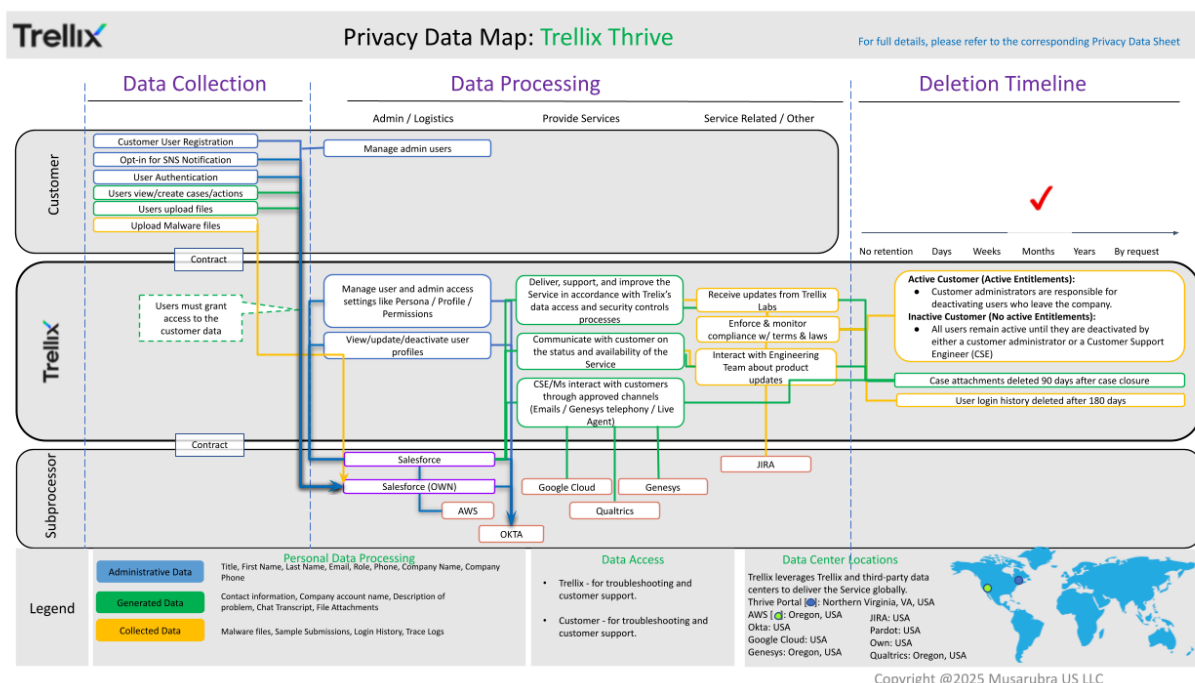 Trellix
Privacy Data Map: Trellix Thrive
For full details, please refer to the corresponding Privacy Data Sheet
Data Collection
Data Processing
Deletion Timeline
Admin / Logistics
Provide Services
Service Related / Other
Customer
Customer User Registration
Opt-in for SNS Notification
User Authentication
Users view/create cases/actions
Users upload files
Upload Malware files
Manage admin users
No retention
Days
Weeks
Months
Years
By request
Contract
Trellix
Users must grant
access to the
customer data
Manage user and admin access
settings like Persona / Profile /
Permissions
View/update/deactivate user
profiles
Deliver, support, and improve the
Service in accordance with Trelix's
data access and security controls
processes
Communicate with customer on
the status and availability of the
Service
CSE/Ms interact with customers
through approved channels
(Emails / Genesys telephony / Live
Agent)
Receive updates from Trellix
Labs
Enforce & monitor
compliance w/ terms & laws
Interact with Engineering
Team about product
updates
Active Customer (Active Entitlements):
● Customer administrators are responsible for
deactivating users who leave the company.
Inactive Customer (No active Entitlements):
● All users remain active until they are deactivated by
either a customer administrator or a Customer Support
Engineer (CSE)
Case attachments deleted 90 days after case closure
User login history deleted after 180 days
Contract
Subprocessor
Salesforce
Salesforce (OWN)
AWS
OKTA
Google Cloud
Qualtrics
Genesys
JIRA
Legend
Personal Data Processing
Administrative Data
Title, First Name, Last Name, Email, Role, Phone, Company Name, Company
Phone
Generated Data
Contact information, Company account name, Description of
problem, Chat Transcript, File Attachments
Collected Data
Malware files, Sample Submissions, Login History, Trace Logs
Data Access
• Trellix - for troubleshooting and
customer support.
• Customer - for troubleshooting and
customer support.
Data Center Locations
Trellix leverages Trellix and third-party data
centers to deliver the Service globally.
Thrive Portal [ ]: Northern Virginia, VA, USA
AWS [ ]: Oregon, USA
Okta: USA
Google Cloud: USA
Genesys: Oregon, USA
JIRA: USA
Pardot: USA
Own: USA
Qualtrics: Oregon, USA
Copyright @2025 Musarubra US LLC